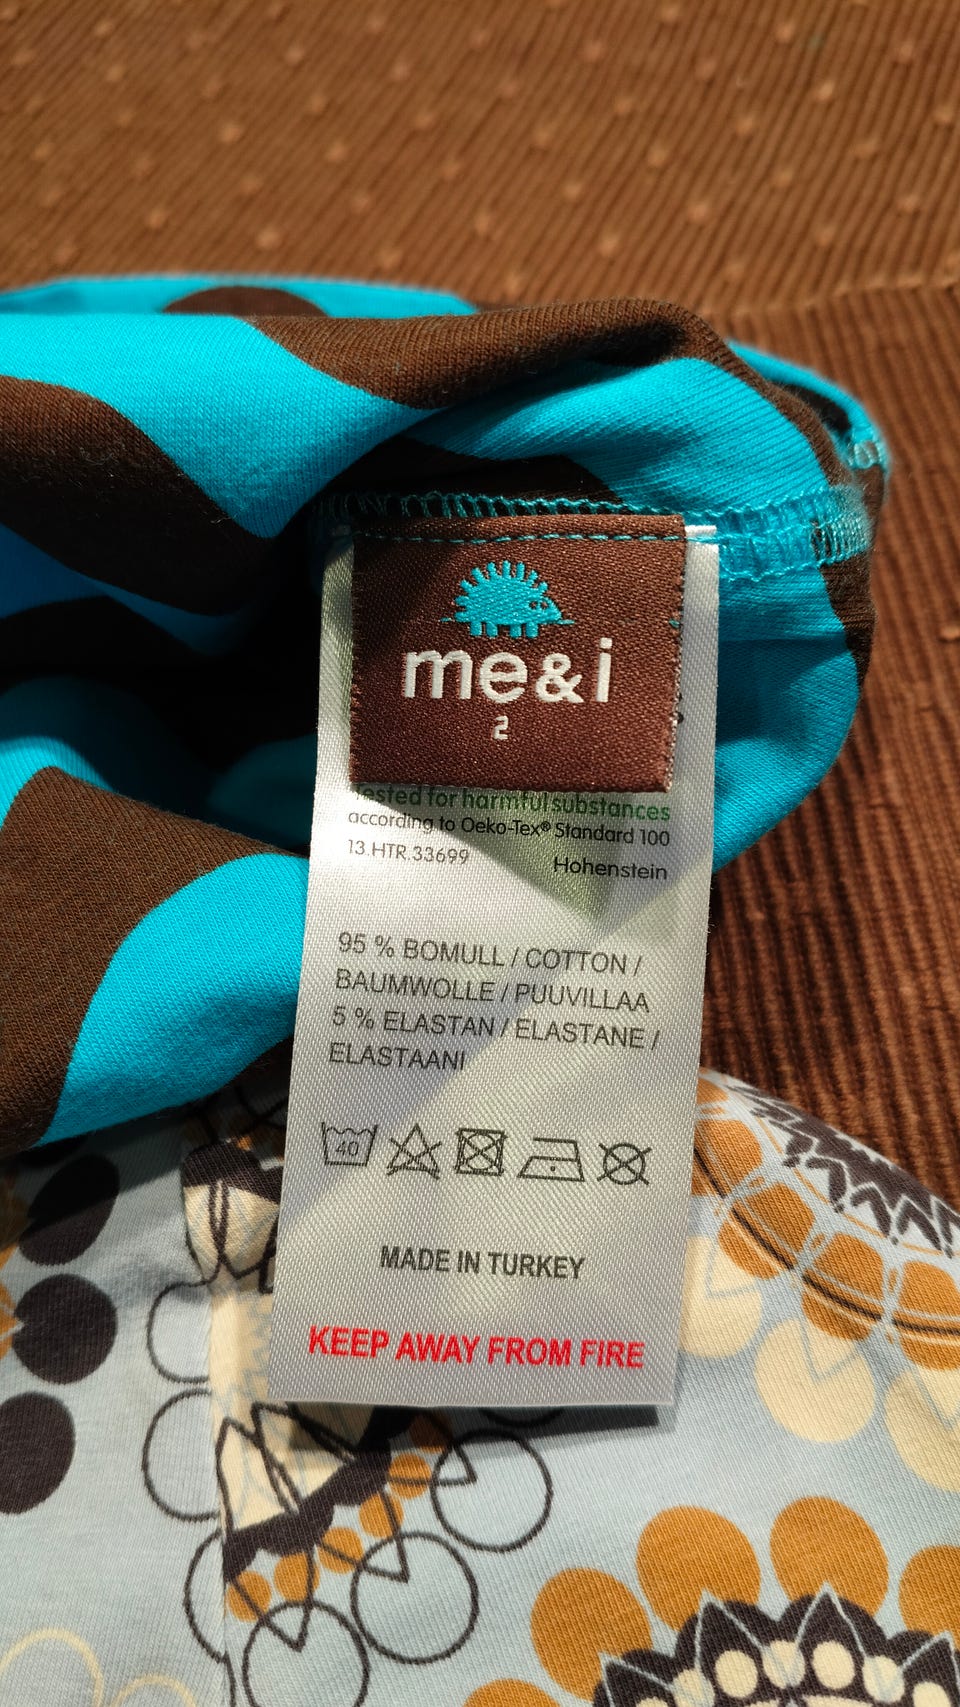 me&i
2
Tested for harmful substances
according to Oeko-Tex® Standard 100
13.HTR.33699 Hohenstein
95 % BOMULL / COTTON /
BAUMWOLLE / PUUVILLAA
5 % ELASTAN / ELASTANE /
ELASTAANI
40
MADE IN TURKEY
KEEP AWAY FROM FIRE